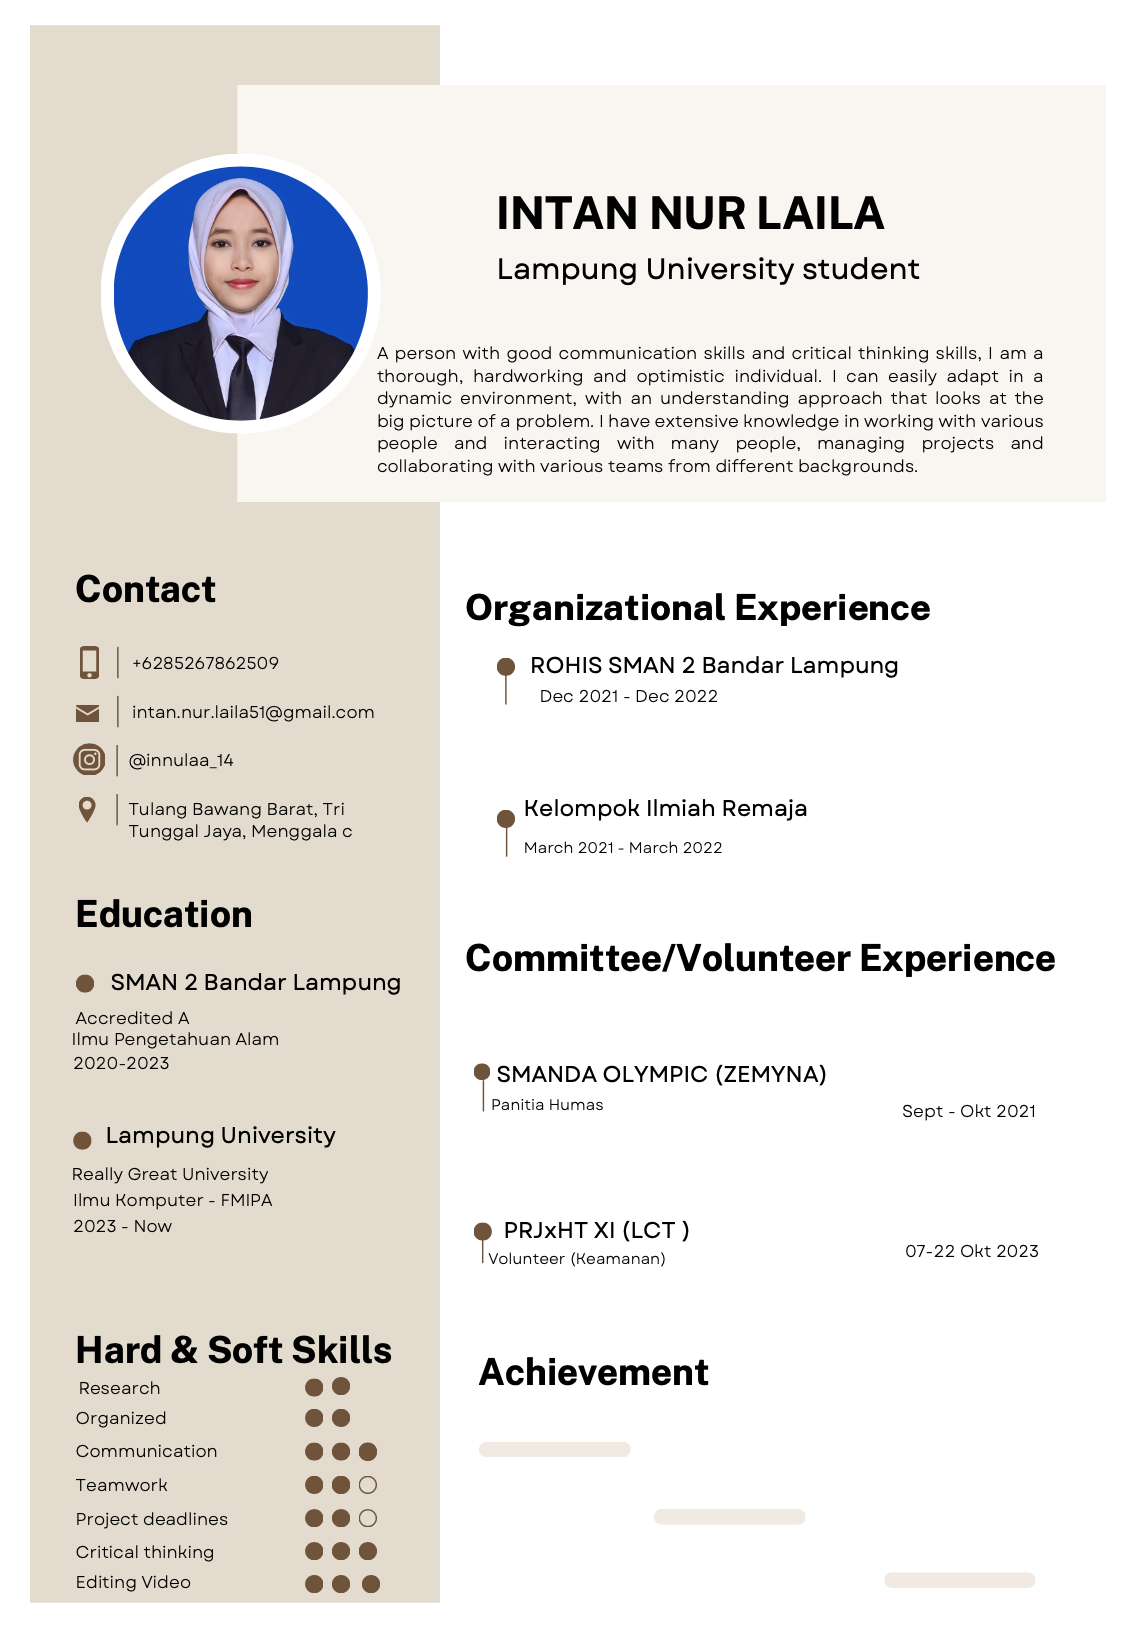 INTAN NUR LAILA
Lampung University student
A person with good communication skills and critical thinking skills, I am a
thorough, hardworking and optimistic individual. I can easily adapt in a
dynamic environment, with an understanding approach that looks at the
big picture of a problem. I have extensive knowledge in working with various
people and interacting with many people, managing projects and
collaborating with various teams from different backgrounds.
Contact
+6285267862509
intan.nur.laila51@gmail.com
@innulaa_14
Tulang Bawang Barat, Tri
Tunggal Jaya, Menggala c
Education
SMAN 2 Bandar Lampung
Accredited A
Ilmu Pengetahuan Alam
2020-2023
Lampung University
Really Great University
Ilmu Komputer - FMIPA
2023 - Now
Hard & Soft Skills
Research
Organized
Communication
Teamwork
Project deadlines
Critical thinking
Editing Video
Organizational Experience
ROHIS SMAN 2 Bandar Lampung
Dec 2021 - Dec 2022
Kelompok Ilmiah Remaja
March 2021 - March 2022
Committee/Volunteer Experience
SMANDA OLYMPIC (ZEMYNA)
Panitia Humas
Sept - Okt 2021
PRJxHT XI (LCT )
Volunteer (Keamanan)
07-22 Okt 2023
Achievement